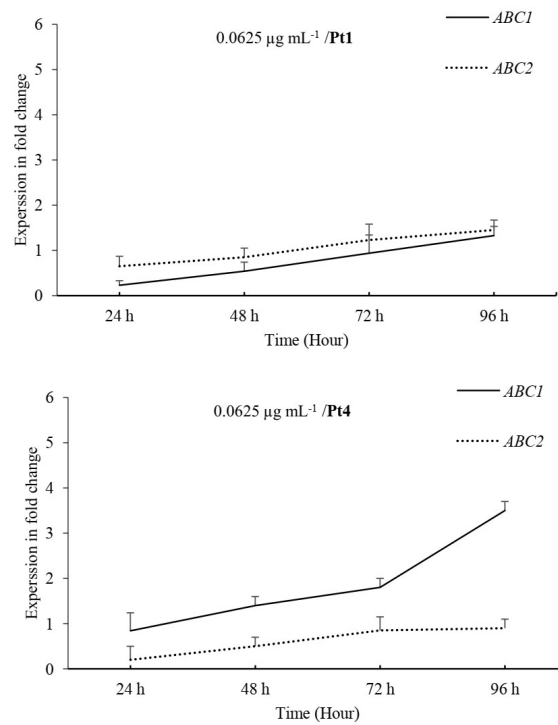 ABC1
0.0625 µg mL⁻¹ /Pt1
ABC2
Experssion in fold change
6
5
4
3
2
1
0
24 h 48 h 72 h 96 h
Time (Hour)
ABC1
0.0625 µg mL⁻¹ /Pt4
ABC2
Experssion in fold change
6
5
4
3
2
1
0
24 h 48 h 72 h 96 h
Time (Hour)